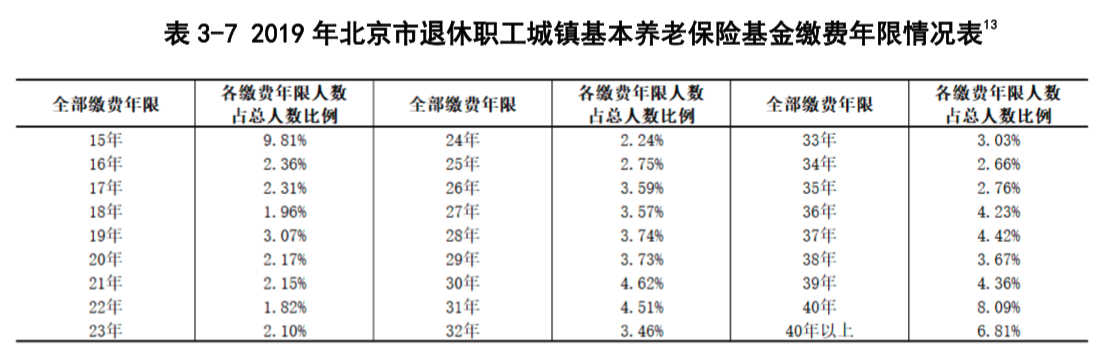 表 3-7 2019 年北京市退休职工城镇基本养老保险基金缴费年限情况表13
全部缴费年限 各缴费年限人数占总人数比例 全部缴费年限 各缴费年限人数占总人数比例 全部缴费年限 各缴费年限人数占总人数比例
15年 9.81% 24年 2.24% 33年 3.03%
16年 2.36% 25年 2.75% 34年 2.66%
17年 2.31% 26年 3.59% 35年 2.76%
18年 1.96% 27年 3.57% 36年 4.23%
19年 3.07% 28年 3.74% 37年 4.42%
20年 2.17% 29年 3.73% 38年 3.67%
21年 2.15% 30年 4.62% 39年 4.36%
22年 1.82% 31年 4.51% 40年 8.09%
23年 2.10% 32年 3.46% 40年以上 6.81%